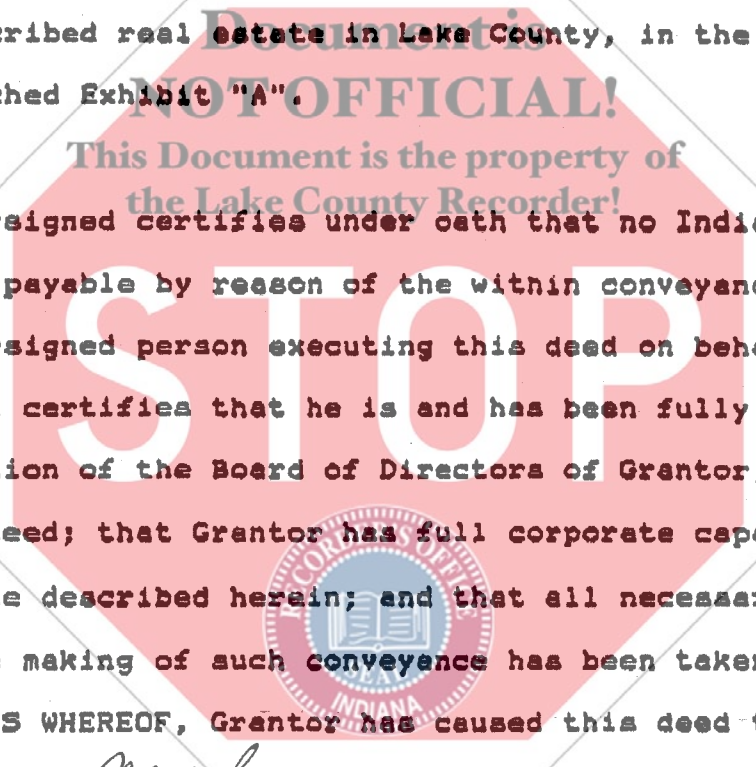 cribed real estate in Lake County, in the
Document is
ched Exhibit "A".
NOT OFFICIAL!
This Document is the property of
the Lake County Recorder!
rsigned certifies under oath that no India
payable by reason of the within conveyanc
STOP
rsigned person executing this deed on beha
certifies that he is and has been fully
tion of the Board of Directors of Grantor,
eed; that Grantor has full corporate capa
RECORDER'S OFFICE
e described herein; and that all necessar
making of such conveyance has been taken
SEAL
INDIANA
S WHEREOF, Grantor has caused this deed t